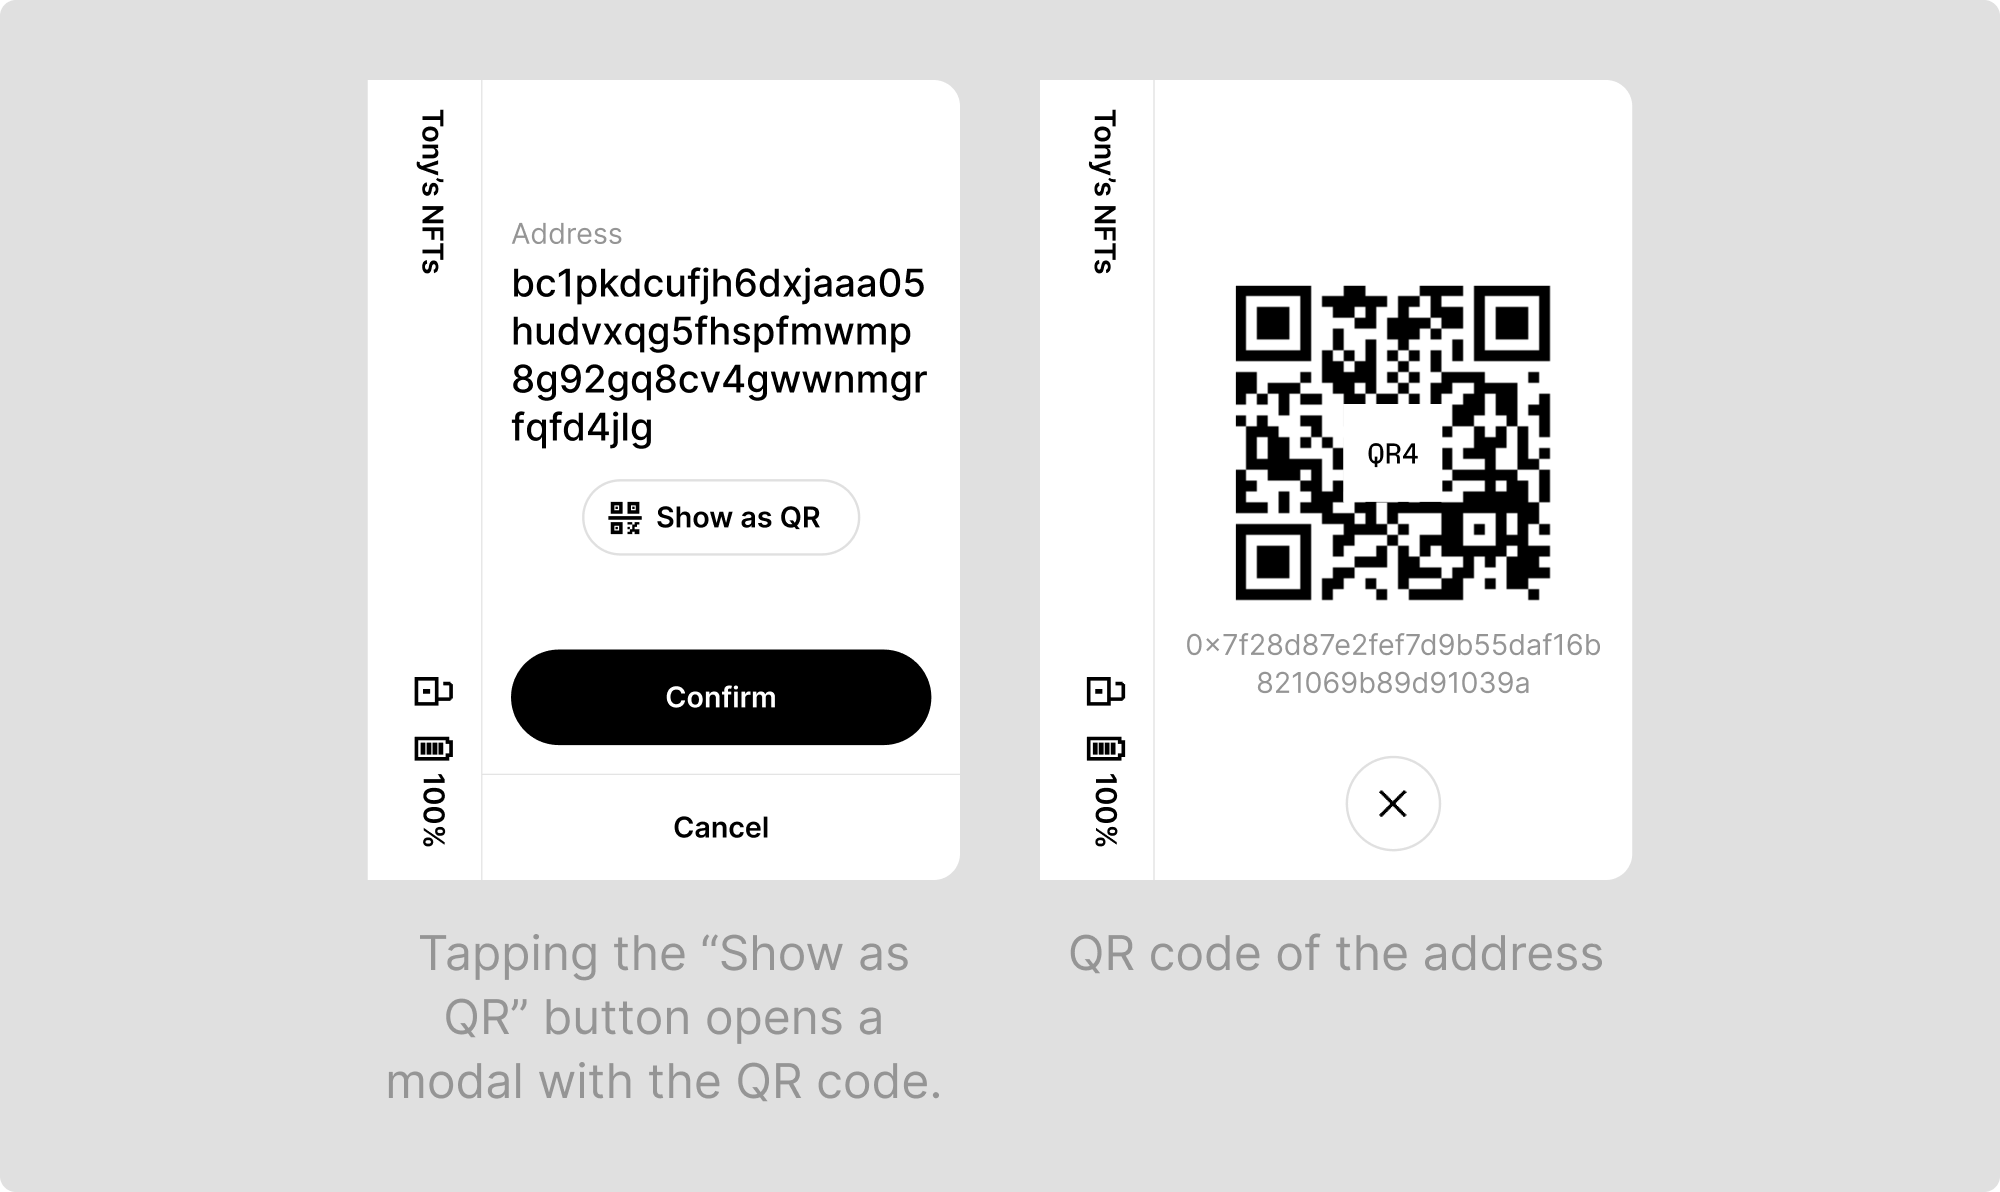 Tony’s NFTs
Address
bc1pkdcufjh6dxjaaa05
hudvxqg5fhspfmwmp
8g92gq8cv4gwwnmgr
fqfd4jlg
Show as QR
Confirm
Cancel
100%
Tapping the “Show as
QR” button opens a
modal with the QR code.
Tony’s NFTs
QR4
0×7f28d87e2fef7d9b55daf16b
821069b89d91039a
100%
QR code of the address